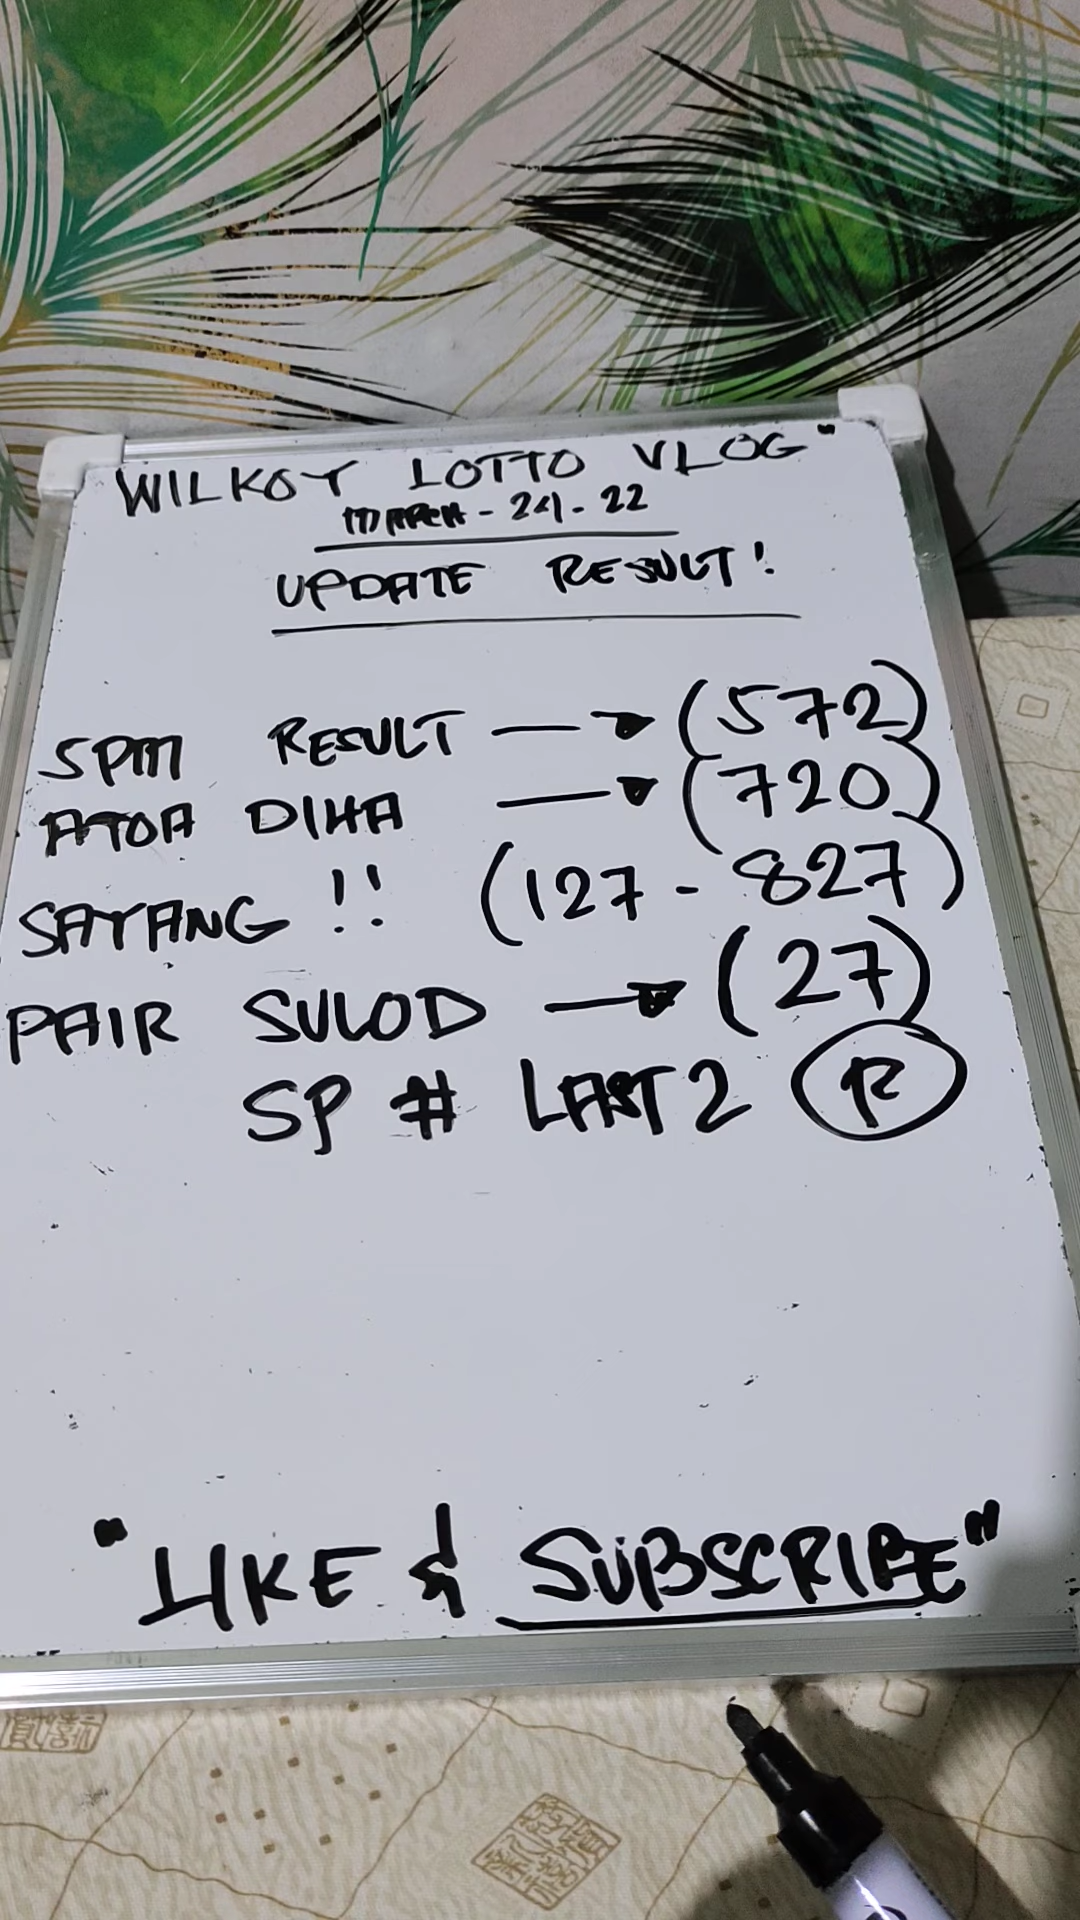 WILKOY LOTTO VLOG"
MARCH - 24 - 22
UPDATE RESULT!
5PM RESULT → (572)
ATOA DIHA → (720)
SAYANG !! (127 - 827)
PAIR SULOD → (27)
SP # LAST 2 (R)
"LIKE & SUBSCRIBE"